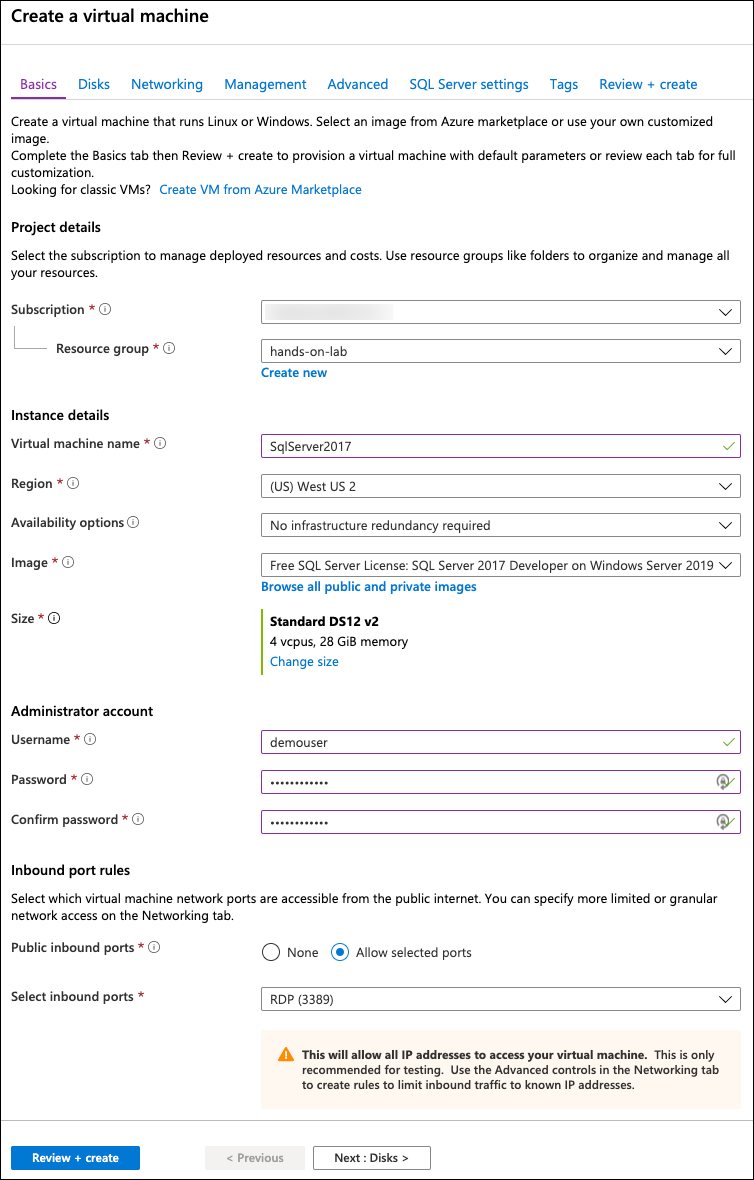 Create a virtual machine
Basics Disks Networking Management Advanced SQL Server settings Tags Review + create
Create a virtual machine that runs Linux or Windows. Select an image from Azure marketplace or use your own customized
image.
Complete the Basics tab then Review + create to provision a virtual machine with default parameters or review each tab for full
customization.
Looking for classic VMs? Create VM from Azure Marketplace
Project details
Select the subscription to manage deployed resources and costs. Use resource groups like folders to organize and manage all
your resources.
Subscription *
Resource group * hands-on-lab
Create new
Instance details
Virtual machine name * SqlServer2017
Region * (US) West US 2
Availability options No infrastructure redundancy required
Image * Free SQL Server License: SQL Server 2017 Developer on Windows Server 2019
Browse all public and private images
Size * Standard DS12 v2
4 vcpus, 28 GiB memory
Change size
Administrator account
Username * demouser
Password * ••••••••••••
Confirm password * ••••••••••••
Inbound port rules
Select which virtual machine network ports are accessible from the public internet. You can specify more limited or granular
network access on the Networking tab.
Public inbound ports * None Allow selected ports
Select inbound ports * RDP (3389)
This will allow all IP addresses to access your virtual machine. This is only
recommended for testing. Use the Advanced controls in the Networking tab
to create rules to limit inbound traffic to known IP addresses.
Review + create < Previous Next : Disks >